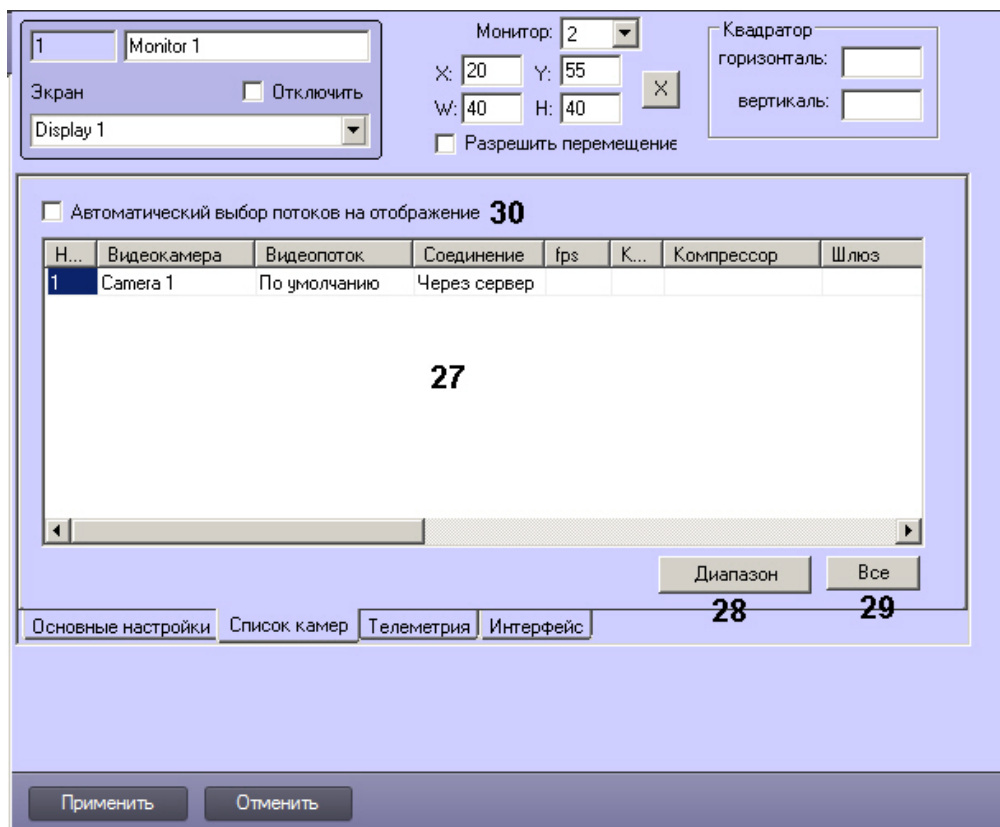 1 Monitor 1
Экран Отключить
Display 1
Монитор: 2
X: 20 Y: 55
X
W: 40 H: 40
Разрешить перемещение
Квадратор
горизонталь:
вертикаль:
Автоматический выбор потоков на отображение 30
Н... Видеокамера Видеопоток Соединение fps К... Компрессор Шлюз
1 Camera 1 По умолчанию Через сервер
27
Диапазон Все
28 29
Основные настройки Список камер Телеметрия Интерфейс
Применить Отменить